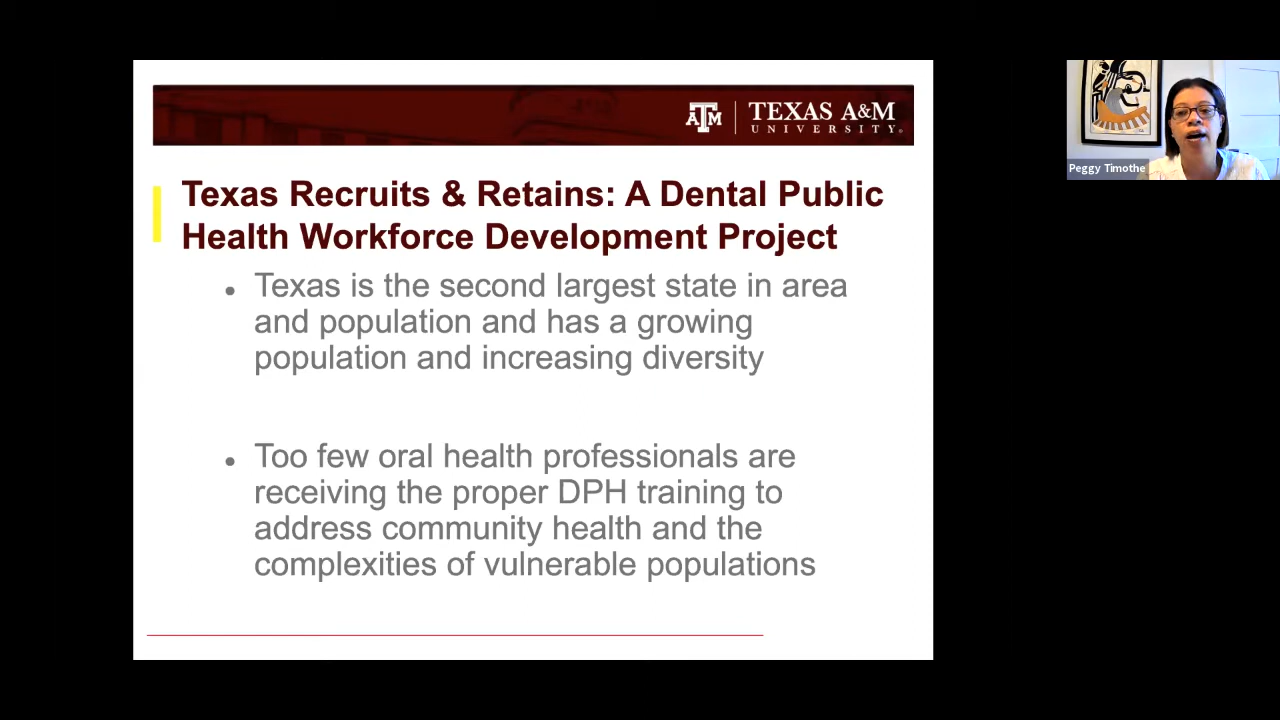 ATM
TEXAS A&M
UNIVERSITY®
Texas Recruits & Retains: A Dental Public
Health Workforce Development Project
• Texas is the second largest state in area
and population and has a growing
population and increasing diversity
• Too few oral health professionals are
receiving the proper DPH training to
address community health and the
complexities of vulnerable populations
Peggy Timothe